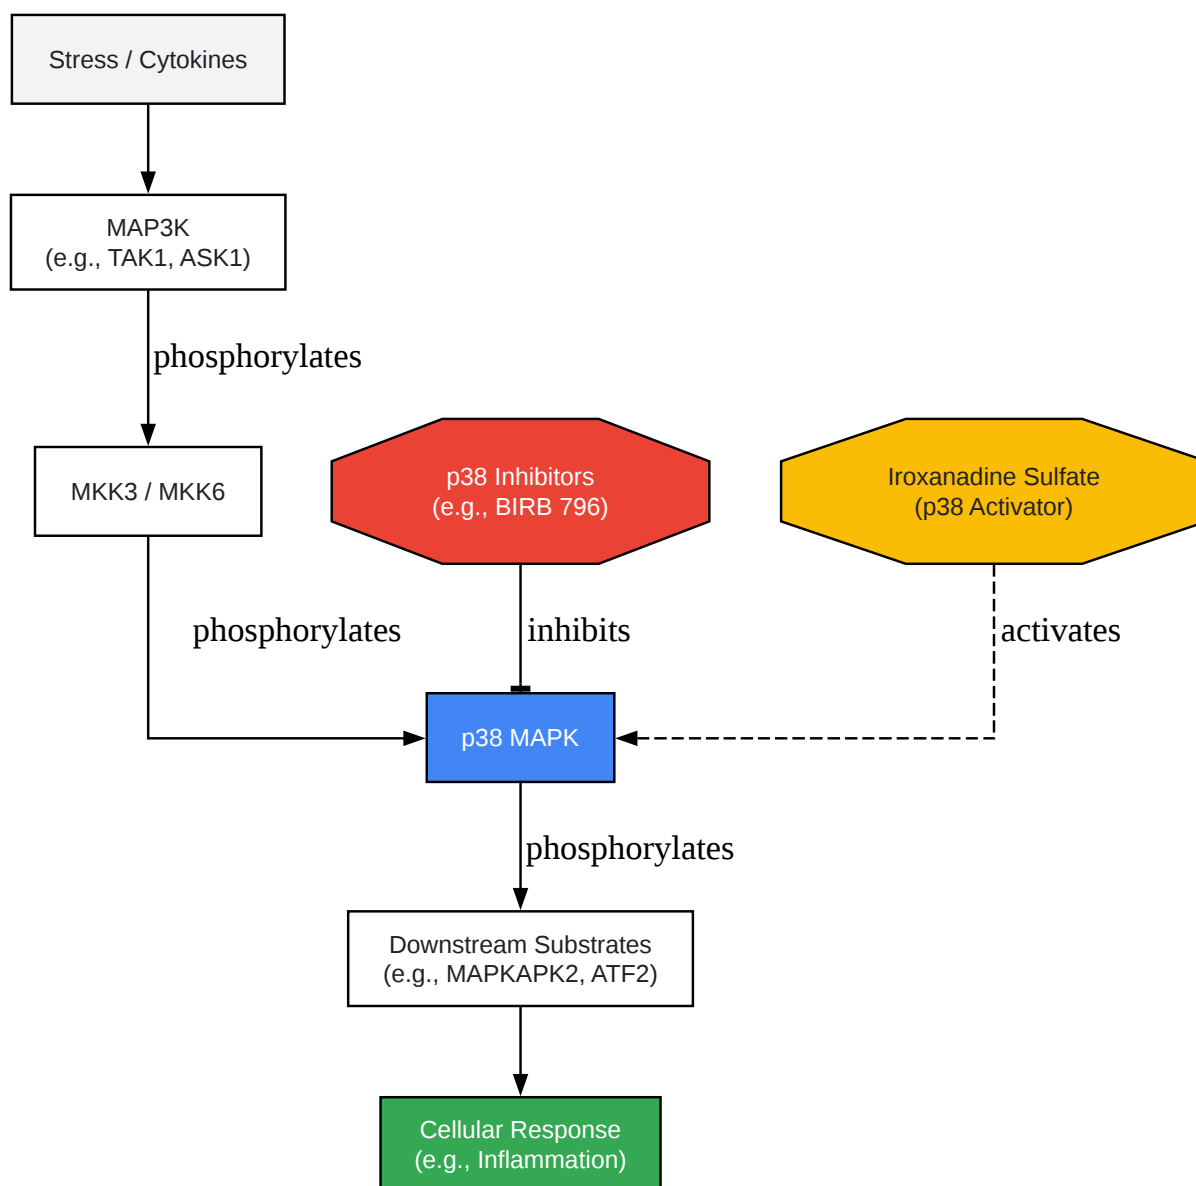 Stress / Cytokines
MAP3K
(e.g., TAK1, ASK1)
phosphorylates
MKK3 / MKK6
p38 Inhibitors
(e.g., BIRB 796)
Iroxanadine Sulfate
(p38 Activator)
phosphorylates
inhibits
activates
p38 MAPK
phosphorylates
Downstream Substrates
(e.g., MAPKAPK2, ATF2)
Cellular Response
(e.g., Inflammation)